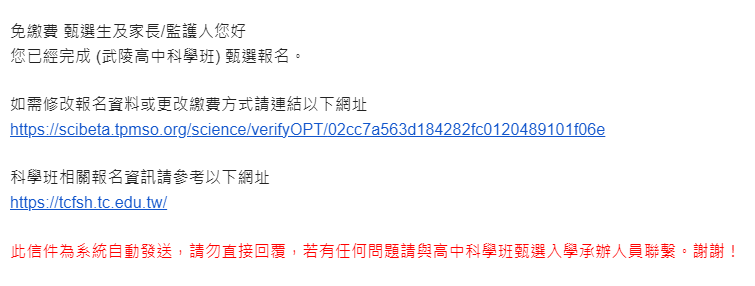 免繳費 甄選生及家長/監護人您好
您已經完成 (武陵高中科學班) 甄選報名。
如需修改報名資料或更改繳費方式請連結以下網址
https://scibeta.tpmso.org/science/verifyOPT/02cc7a563d184282fc0120489101f06e
科學班相關報名資訊請參考以下網址
https://tcfsh.tc.edu.tw/
此信件為系統自動發送，請勿直接回覆，若有任何問題請與高中科學班甄選入學承辦人員聯繫。謝謝！